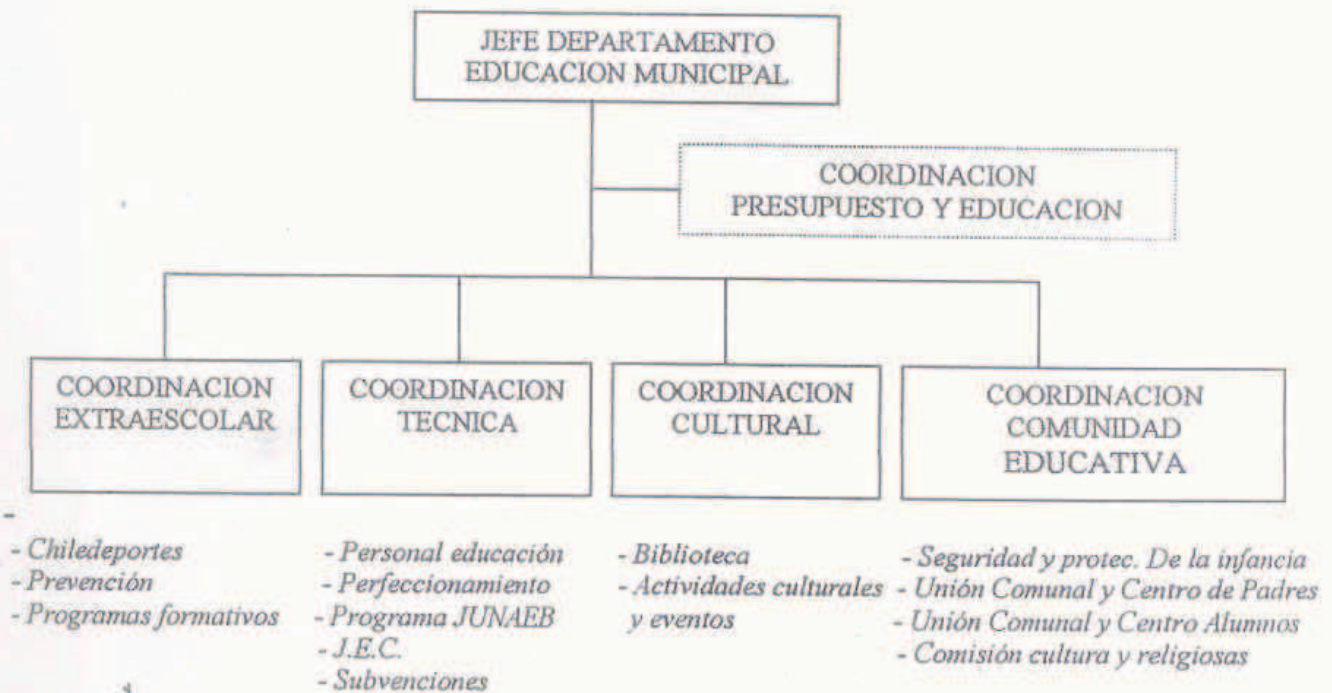 JEFE DEPARTAMENTO
EDUCACION MUNICIPAL
COORDINACION
PRESUPUESTO Y EDUCACION
COORDINACION
EXTRAESCOLAR
COORDINACION
TECNICA
COORDINACION
CULTURAL
COORDINACION
COMUNIDAD
EDUCATIVA
-
- Chiledeportes
- Prevención
- Programas formativos
- Personal educación
- Perfeccionamiento
- Programa JUNAEB
- J.E.C.
- Subvenciones
- Biblioteca
- Actividades culturales
y eventos
- Seguridad y protec. De la infancia
- Unión Comunal y Centro de Padres
- Unión Comunal y Centro Alumnos
- Comisión cultura y religiosas